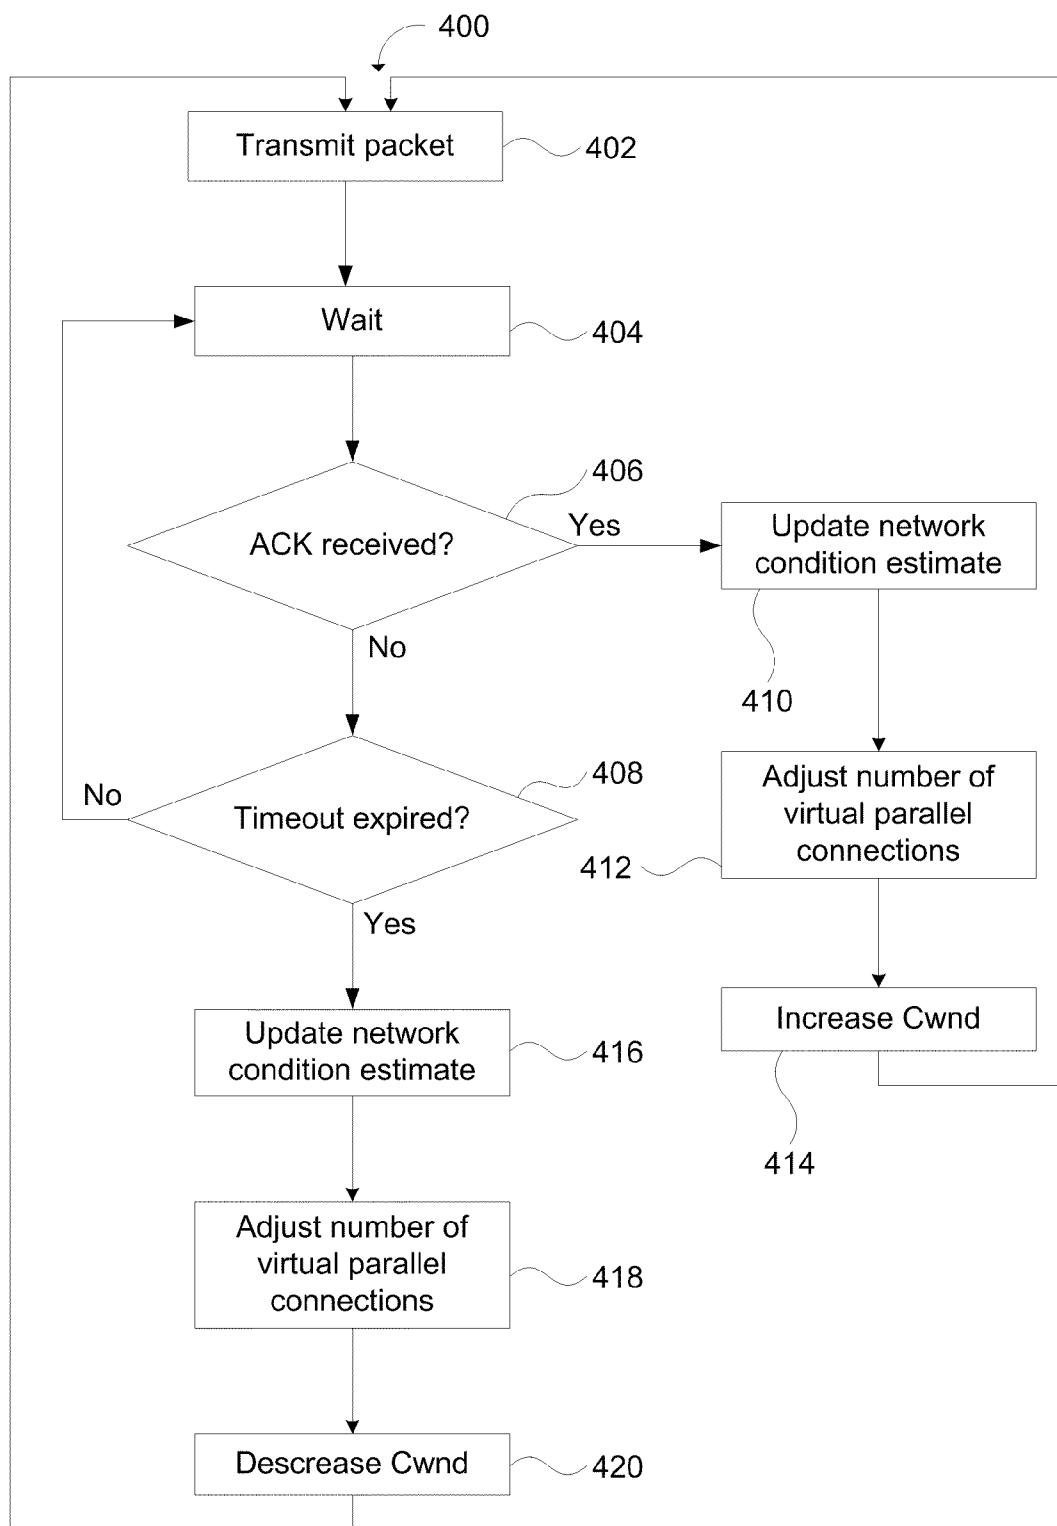 400
Transmit packet
402
Wait
404
406
ACK received?
Yes
Update network
condition estimate
No
410
408
Timeout expired?
No
Adjust number of
virtual parallel
connections
412
Yes
Update network
condition estimate
416
Increase Cwnd
414
Adjust number of
virtual parallel
connections
418
Descrease Cwnd
420